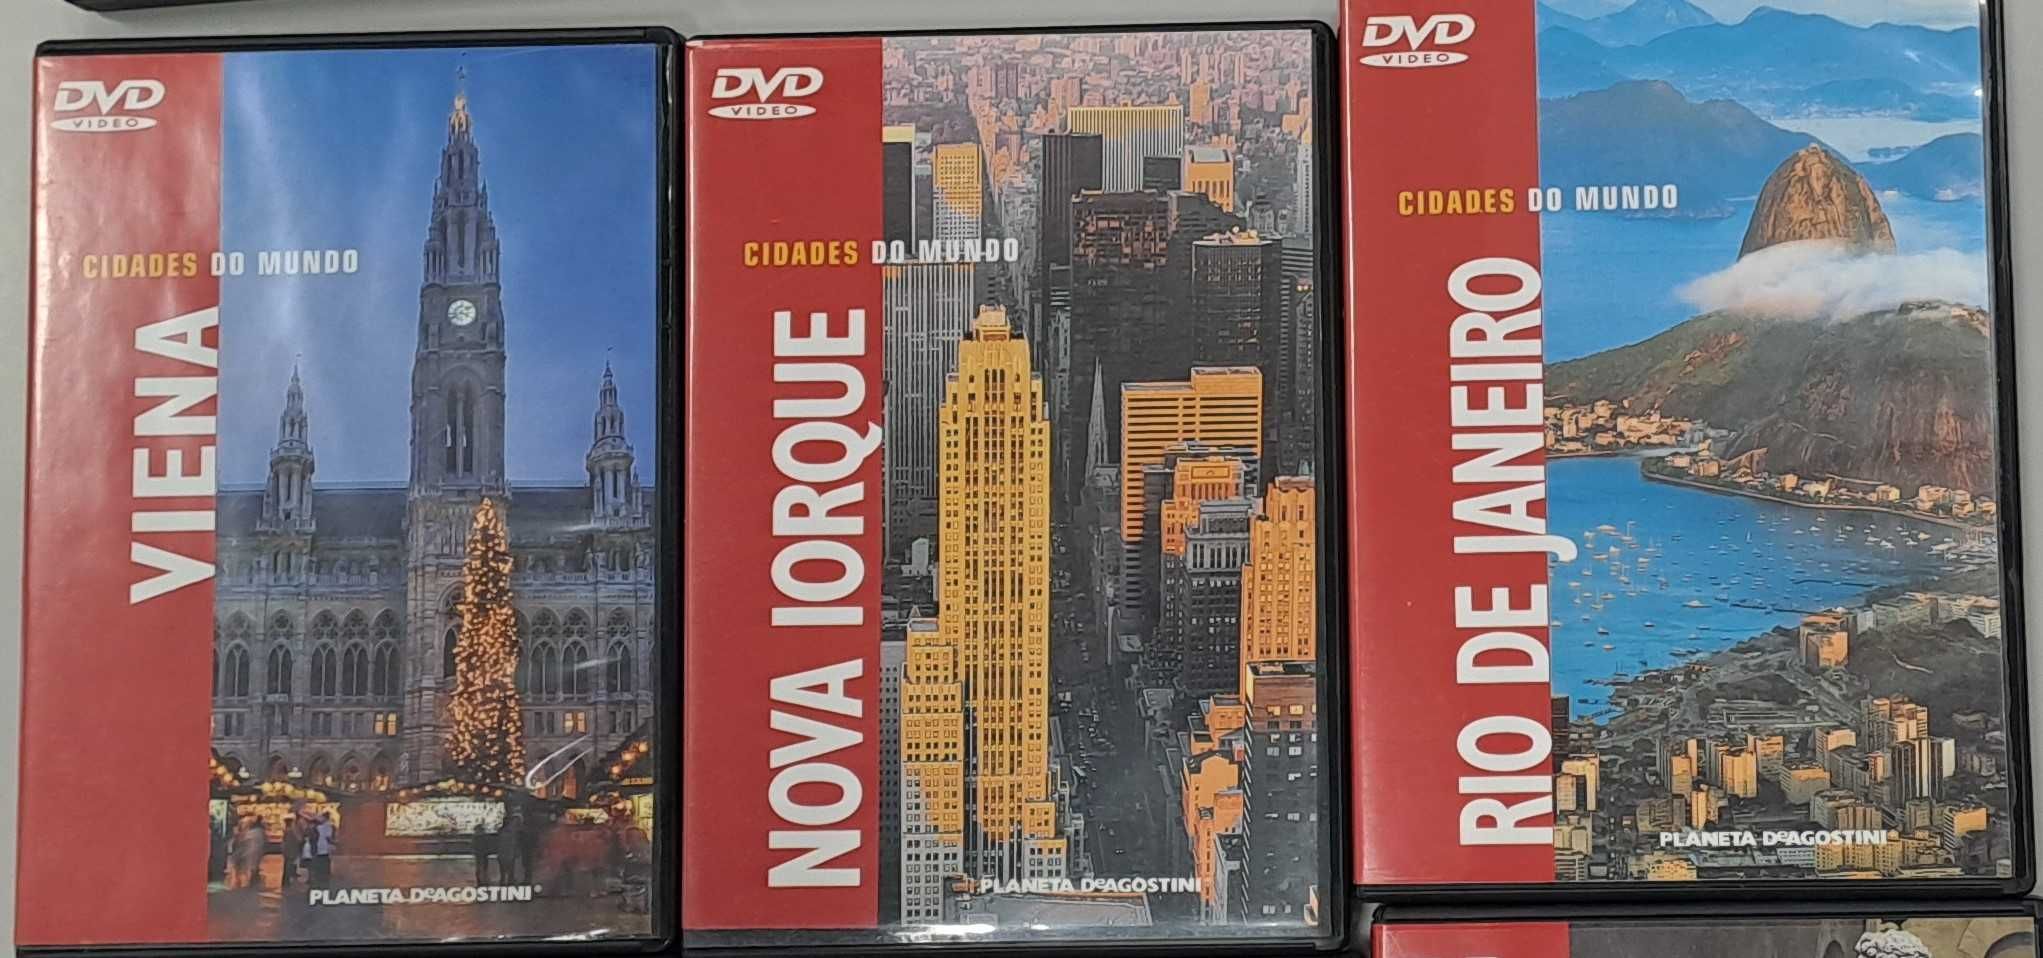 DVD
VIDEO
CIDADES DO MUNDO
VIENA
PLANETA DeAGOSTINI®
DVD
VIDEO
CIDADES DO MUNDO
NOVA IORQUE
PLANETA DeAGOSTINI
DVD
VIDEO
CIDADES DO MUNDO
RIO DE JANEIRO
PLANETA DeAGOSTINI®